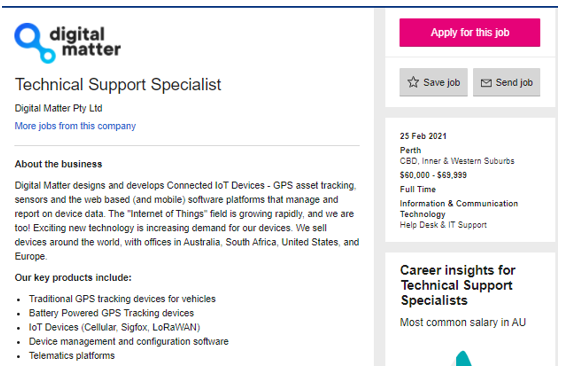 digital
matter
Technical Support Specialist
Digital Matter Pty Ltd
More jobs from this company
About the business
Digital Matter designs and develops Connected IoT Devices - GPS asset tracking,
sensors and the web based (and mobile) software platforms that manage and
report on device data. The "Internet of Things" field is growing rapidly, and we are
too! Exciting new technology is increasing demand for our devices. We sell
devices around the world, with offices in Australia, South Africa, United States, and
Europe.
Our key products include:
• Traditional GPS tracking devices for vehicles
• Battery Powered GPS Tracking devices
• IoT Devices (Cellular, Sigfox, LoRaWAN)
• Device management and configuration software
• Telematics platforms
Apply for this job
Save job
Send job
25 Feb 2021
Perth
CBD, Inner & Western Suburbs
$60,000 - $69,999
Full Time
Information & Communication
Technology
Help Desk & IT Support
Career insights for
Technical Support
Specialists
Most common salary in AU